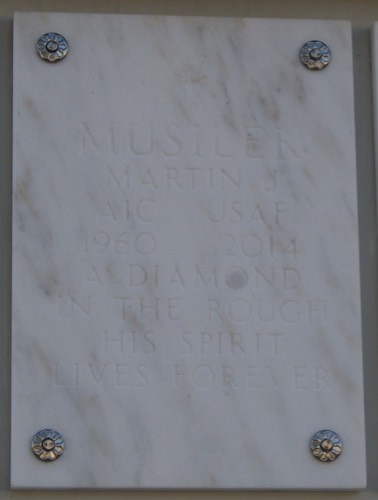 MUSILEK
MARTIN J
A1C USAF
1960 2014
A DIAMOND
IN THE ROUGH
HIS SPIRIT
LIVES FOREVER